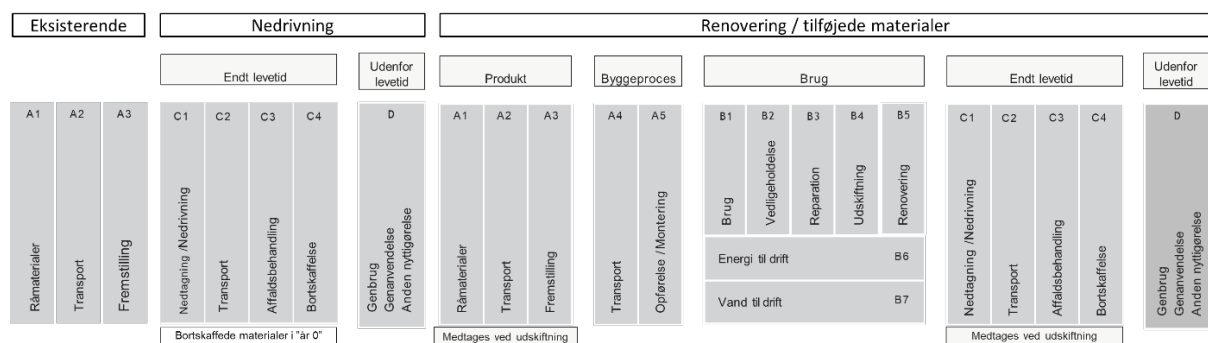 Eksisterende
Nedrivning
Renovering / tilføjede materialer
Endt levetid
Udenfor
levetid
Produkt
Byggeproces
Brug
Endt levetid
Udenfor
levetid
A1
Råmaterialer
A2
Transport
A3
Fremstilling
C1
Nedtagning /Nedrivning
C2
Transport
C3
Affaldsbehandling
C4
Bortskaffelse
D
Genbrug
Genanvendelse
Anden nyttigørelse
A1
Råmaterialer
A2
Transport
A3
Fremstilling
A4
Transport
A5
Opførelse / Montering
B1
Brug
B2
Vedligeholdelse
B3
Reparation
B4
Udskiftning
B5
Renovering
Energi til drift B6
Vand til drift B7
C1
Nedtagning /Nedrivning
C2
Transport
C3
Affaldsbehandling
C4
Bortskaffelse
D
Genbrug
Genanvendelse
Anden nyttigørelse
Bortskaffede materialer i "år 0"
Medtages ved udskiftning
Medtages ved udskiftning